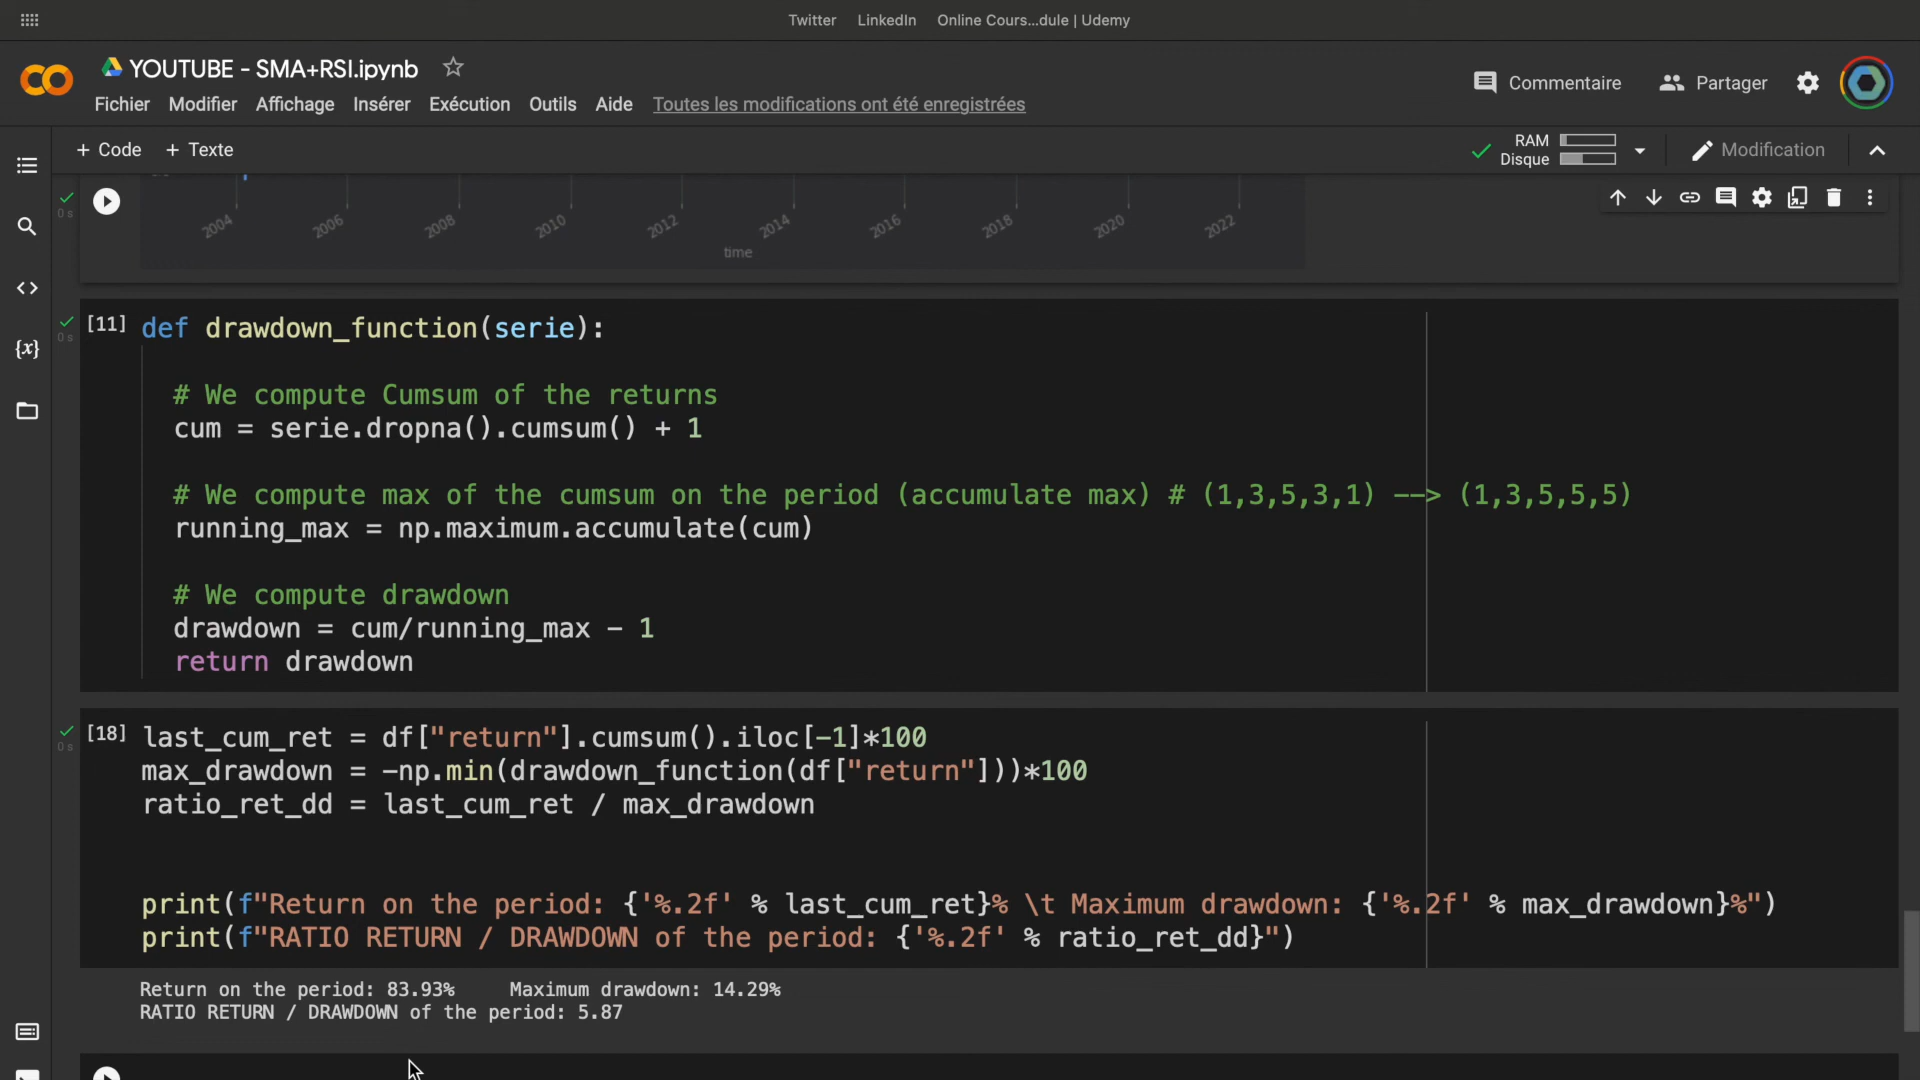 Twitter LinkedIn Online Cours...dule | Udemy
YOUTUBE - SMA+RSI.ipynb
Commentaire Partager
Fichier Modifier Affichage Insérer Exécution Outils Aide Toutes les modifications ont été enregistrées
+ Code + Texte
RAM
Disque
Modification
0 s
2004 2006 2008 2010 2012 2014 2016 2018 2020 2022
time
{x}
0 s
[11] def drawdown_function(serie):
# We compute Cumsum of the returns
cum = serie.dropna().cumsum() + 1
# We compute max of the cumsum on the period (accumulate max) # (1,3,5,3,1) --> (1,3,5,5,5)
running_max = np.maximum.accumulate(cum)
# We compute drawdown
drawdown = cum/running_max - 1
return drawdown
0 s
[18] last_cum_ret = df["return"].cumsum().iloc[-1]*100
max_drawdown = -np.min(drawdown_function(df["return"]))*100
ratio_ret_dd = last_cum_ret / max_drawdown
print(f"Return on the period: {'%.2f' % last_cum_ret}% \t Maximum drawdown: {'%.2f' % max_drawdown}%")
print(f"RATIO RETURN / DRAWDOWN of the period: {'%.2f' % ratio_ret_dd}")
Return on the period: 83.93% Maximum drawdown: 14.29%
RATIO RETURN / DRAWDOWN of the period: 5.87